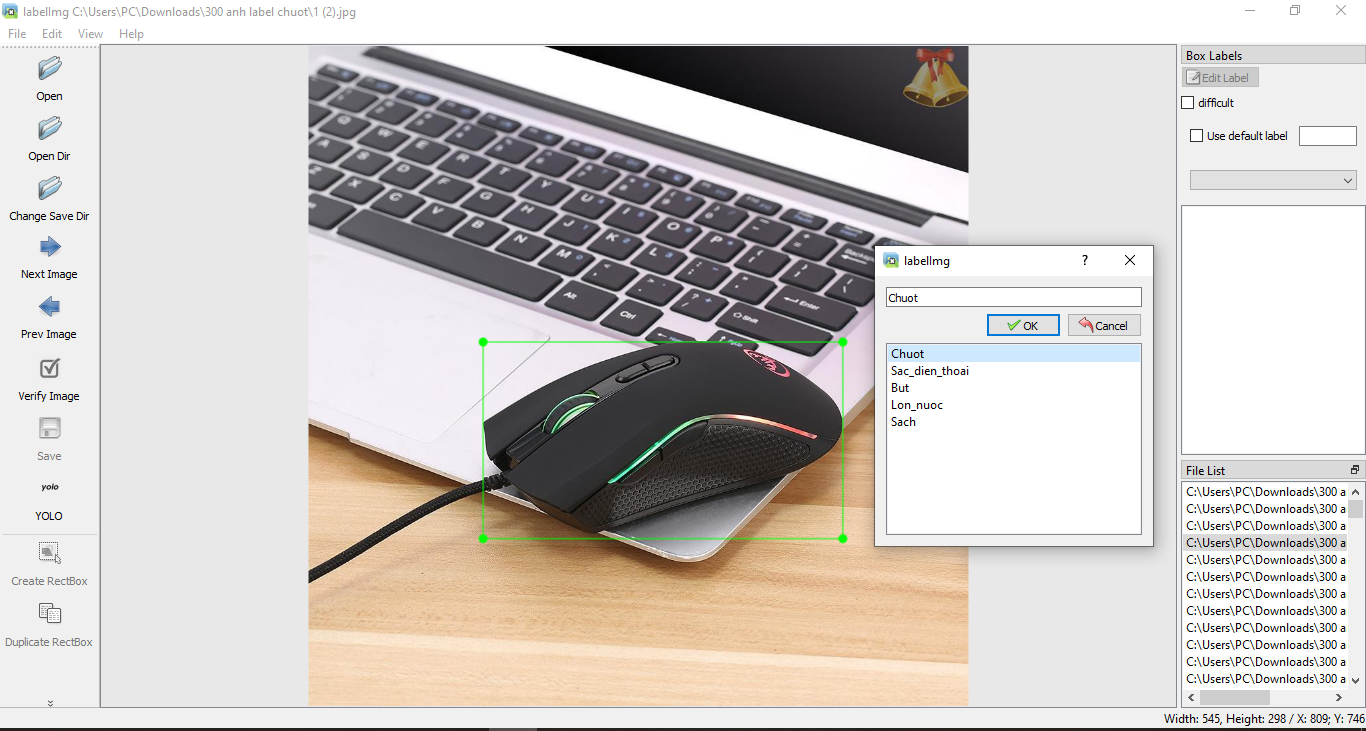 labelImg C:\Users\PC\Downloads\300 anh label chuot\1 (2).jpg
File Edit View Help
Open
Open Dir
Change Save Dir
Next Image
Prev Image
Verify Image
Save
yolo
YOLO
Create RectBox
Duplicate RectBox
labelImg ?
Chuot
OK Cancel
Chuot
Sac_dien_thoai
But
Lon_nuoc
Sach
Box Labels
Edit Label
difficult
Use default label
File List
C:\Users\PC\Downloads\300 a
C:\Users\PC\Downloads\300 a
C:\Users\PC\Downloads\300 a
C:\Users\PC\Downloads\300 a
C:\Users\PC\Downloads\300 a
C:\Users\PC\Downloads\300 a
C:\Users\PC\Downloads\300 a
C:\Users\PC\Downloads\300 a
C:\Users\PC\Downloads\300 a
C:\Users\PC\Downloads\300 a
C:\Users\PC\Downloads\300 a
C:\Users\PC\Downloads\300 a
Width: 545, Height: 298 / X: 809; Y: 746
Q W E R T Y U I O P
A S D F G H J K L
Z X C V B N M
Alt
Ctrl
Enter
Shift
Backspace